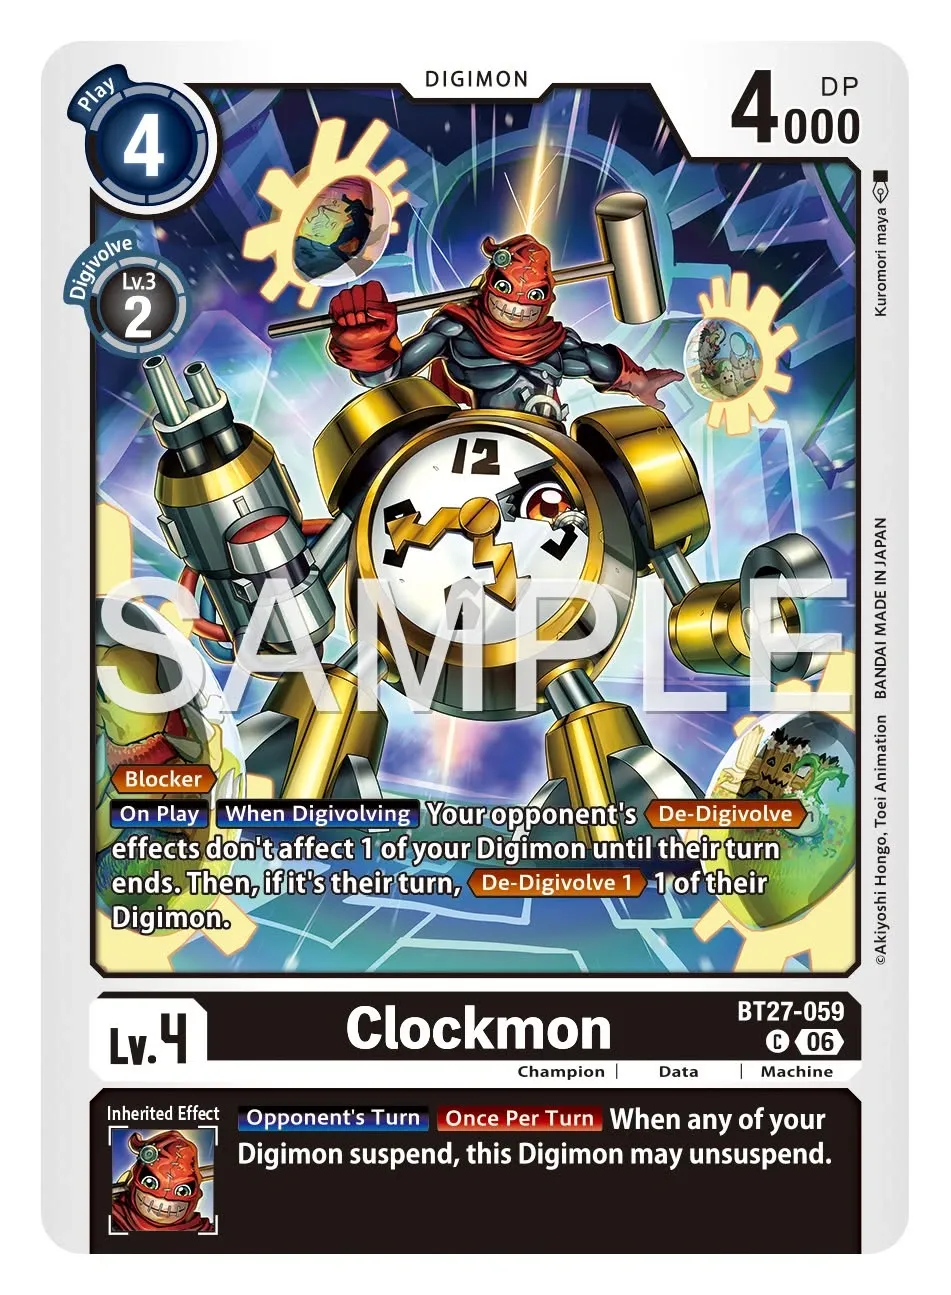 DIGIMON
Play
4
DP
4000
Digivolve
Lv.3
2
Kuromori maya
12
3
9
SAMPLE
BANDAI MADE IN JAPAN
©Akiyoshi Hongo, Toei Animation
Blocker
On Play When Digivolving Your opponent's De-Digivolve
effects don't affect 1 of your Digimon until their turn
ends. Then, if it's their turn, De-Digivolve 1 1 of their
Digimon.
Lv.4
Clockmon
BT27-059
C 06
Champion | Data | Machine
Inherited Effect
Opponent's Turn Once Per Turn When any of your
Digimon suspend, this Digimon may unsuspend.